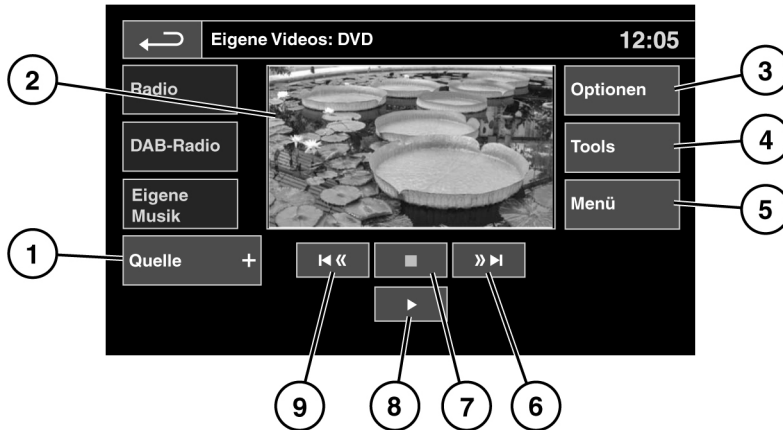 Eigene Videos: DVD 12:05
2
3
Radio
Optionen
DAB-Radio
Tools
4
Eigene
Musik
Menü
5
1
Quelle +
9 8 7 6